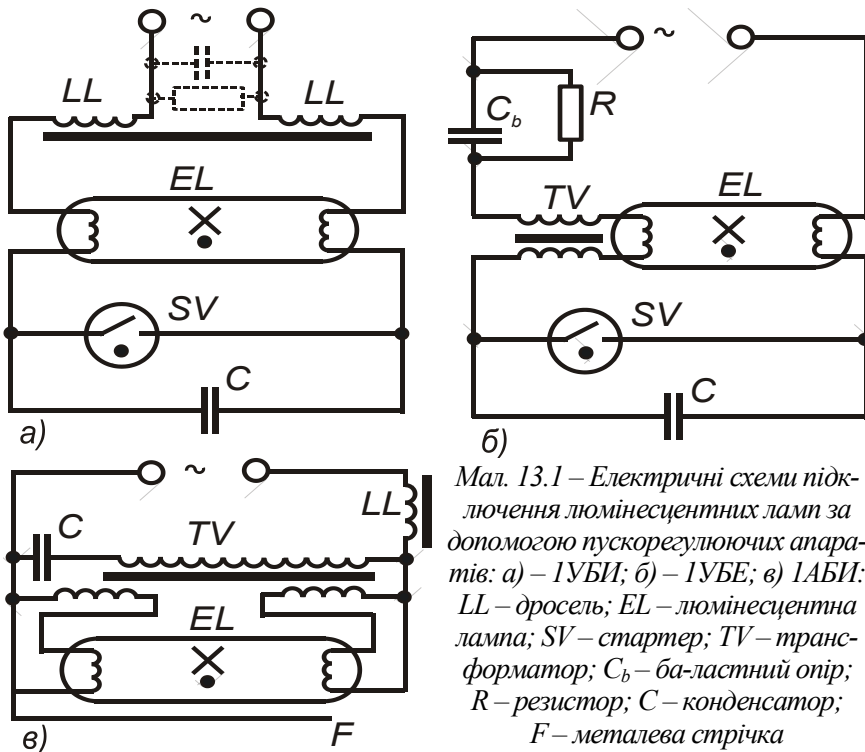 ~
LL LL
EL
SV
C
а)
~
C_b R
TV EL
SV
C
б)
~
C TV LL
EL
F
в)
Мал. 13.1 – Електричні схеми підк-
лючення люмінесцентних ламп за
допомогою пускорегулюючих апара-
тів: а) – 1УБИ; б) – 1УБЕ; в) 1АБИ:
LL – дросель; EL – люмінесцентна
лампа; SV – стартер; TV – транс-
форматор; C_b – ба-ластний опір;
R – резистор; C – конденсатор;
F – металева стрічка